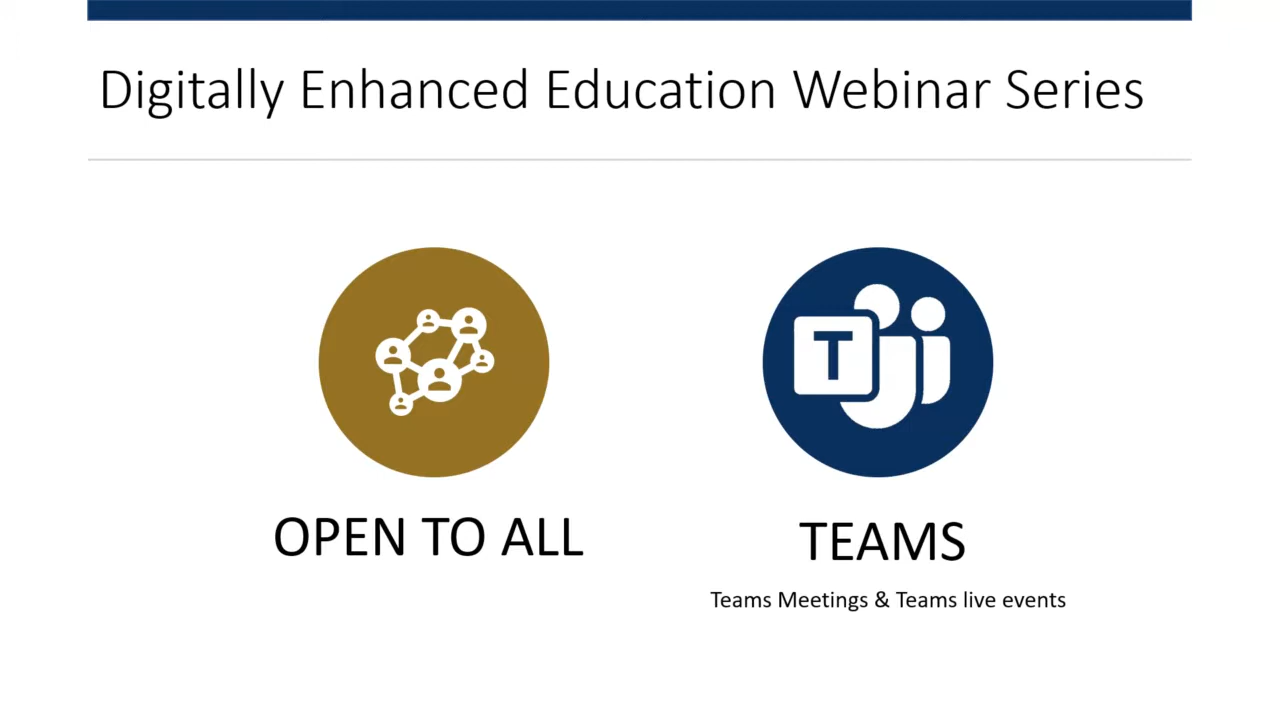 Digitally Enhanced Education Webinar Series
T
OPEN TO ALL
TEAMS
Teams Meetings & Teams live events